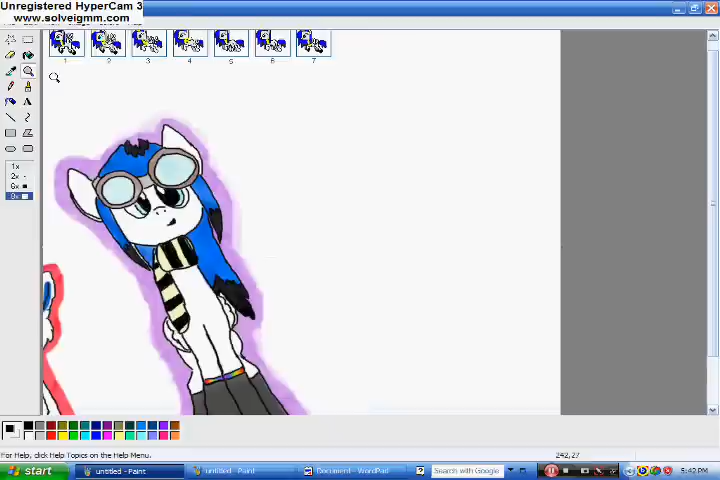 Unregistered HyperCam 3
www.solveigmm.com
1 2 3 4 5 6 7
A
1x
2x
6x
8x
For Help, click Help Topics on the Help Menu.
242,27
start
untitled - Paint
untitled - Paint
Document - WordPad
Search with Google
5:42 PM